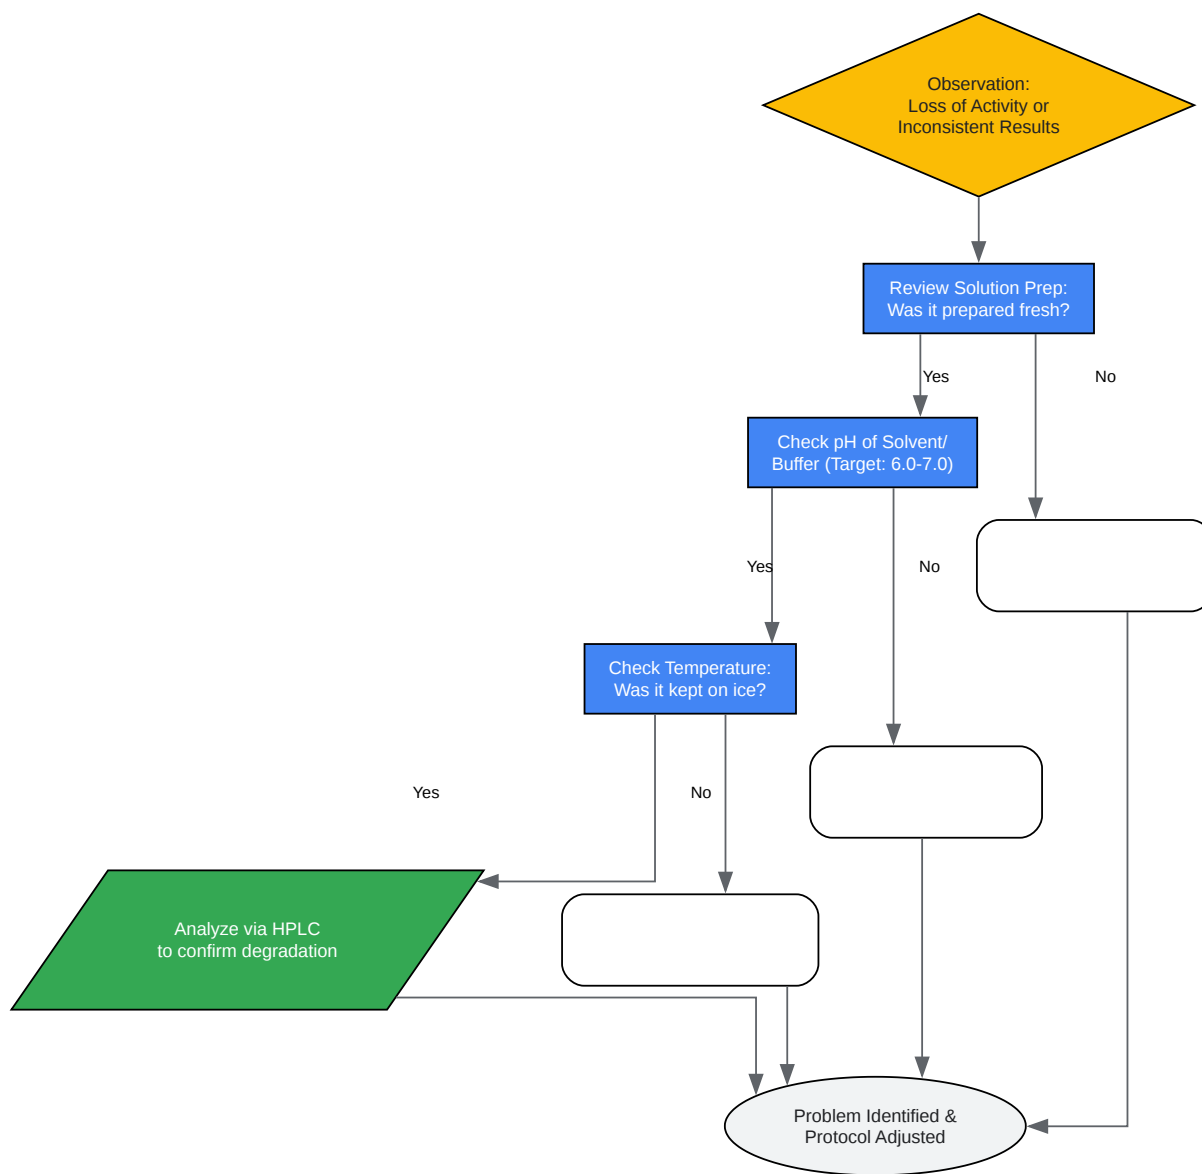 Observation:
Loss of Activity or
Inconsistent Results
Review Solution Prep:
Was it prepared fresh?
Yes
No
Check pH of Solvent/
Buffer (Target: 6.0-7.0)
Yes
No
Check Temperature:
Was it kept on ice?
Yes
No
Analyze via HPLC
to confirm degradation
Problem Identified &
Protocol Adjusted